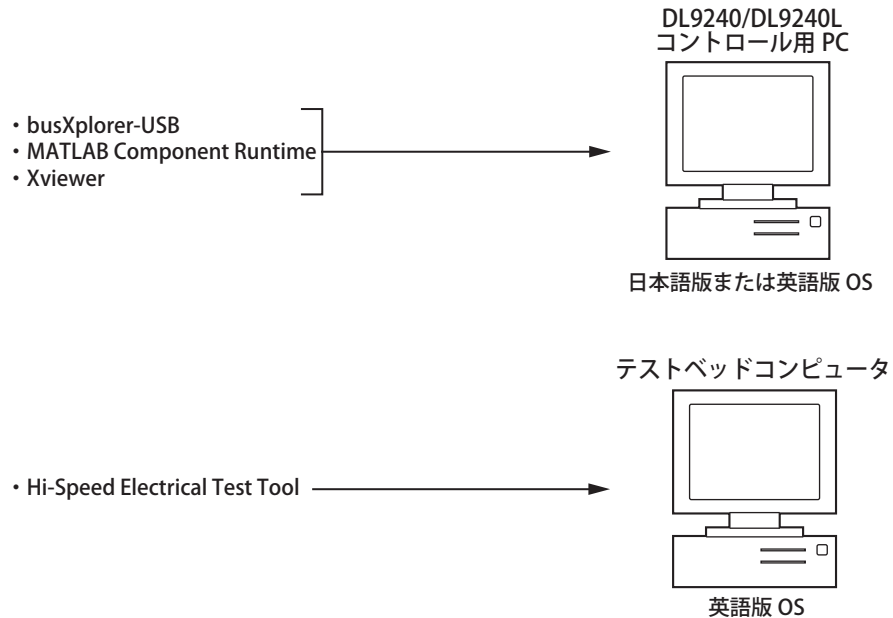 DL9240/DL9240L
コントロール用 PC
・busXplorer-USB
・MATLAB Component Runtime
・Xviewer
日本語版または英語版 OS
テストベッドコンピュータ
・Hi-Speed Electrical Test Tool
英語版 OS